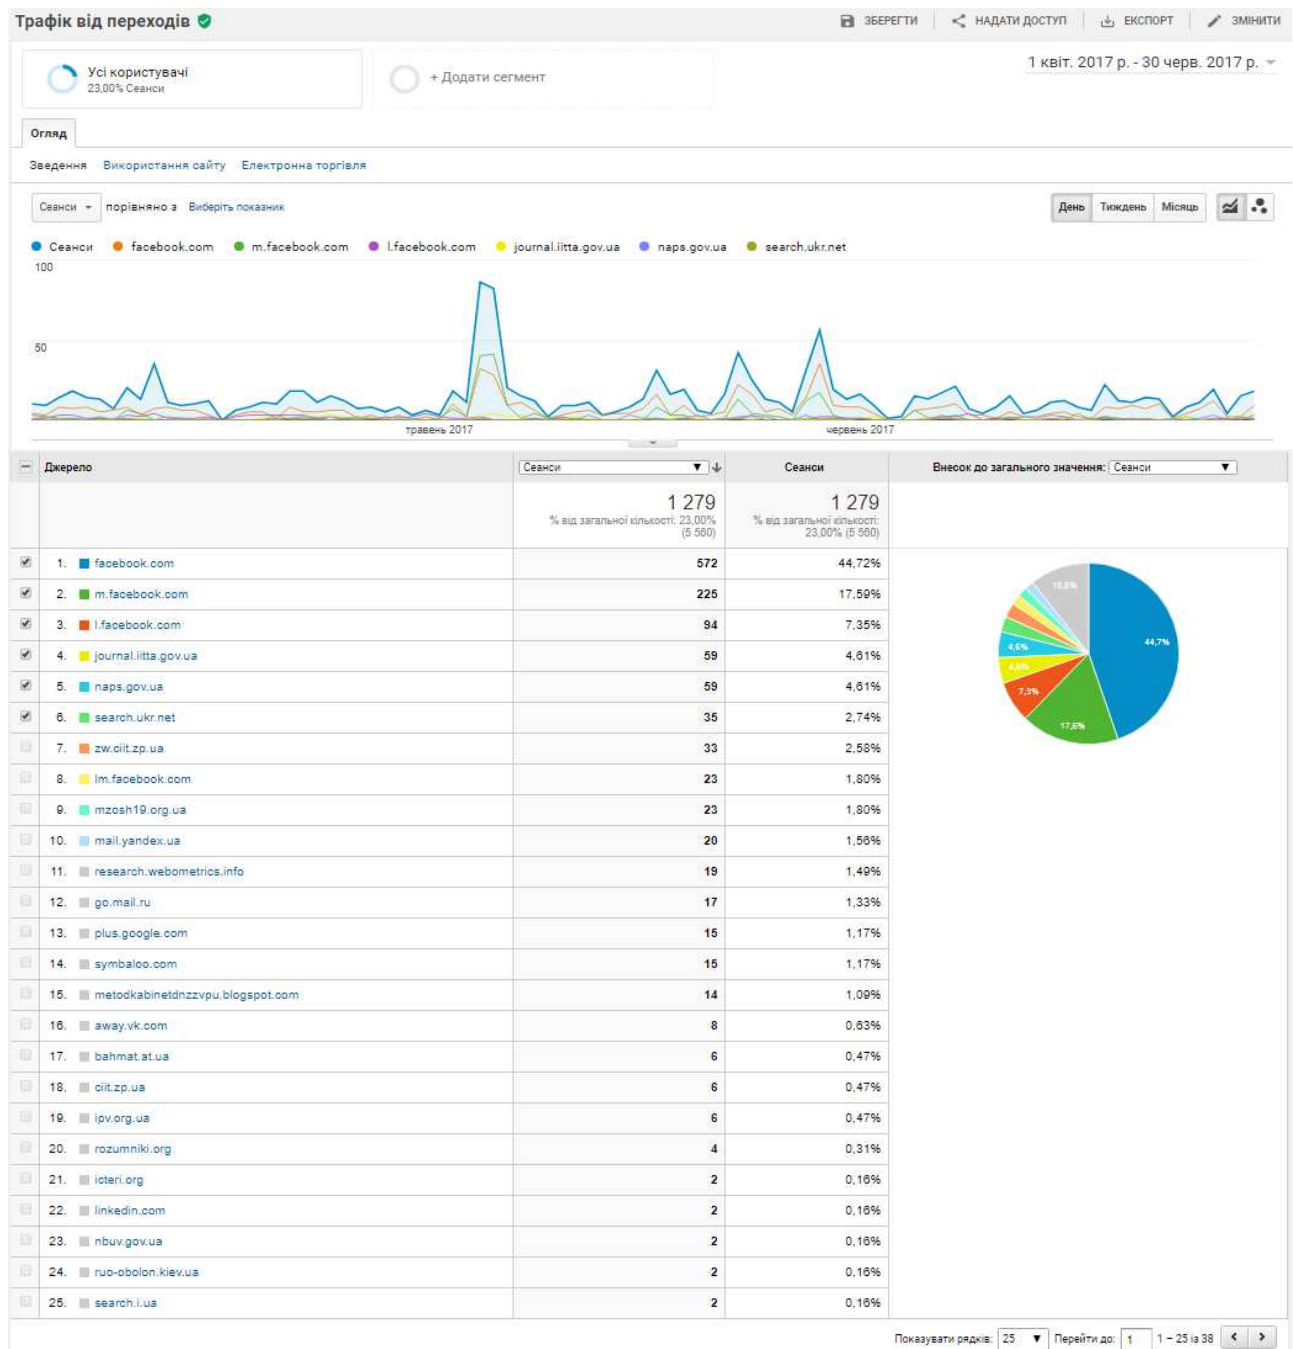 Трафік від переходів
ЗБЕРЕГТИ НАДАТИ ДОСТУП ЕКСПОРТ ЗМІНИТИ
Усі користувачі
23,00% Сеанси
+ Додати сегмент
1 квіт. 2017 р. - 30 черв. 2017 р.
Огляд
Зведення Використання сайту Електронна торгівля
Сеанси порівняно з Виберіть показник
День Тиждень Місяць
Сеанси facebook.com m.facebook.com l.facebook.com journal.iitta.gov.ua naps.gov.ua search.ukr.net
100
50
травень 2017 червень 2017
Джерело Сеанси Сеанси Внесок до загального значення: Сеанси
1 279 1 279
% від загальної кількості: 23,00% (5 560) % від загальної кількості: 23,00% (5 560)
1. facebook.com 572 44,72%
2. m.facebook.com 225 17,59%
3. l.facebook.com 94 7,35%
4. journal.iitta.gov.ua 59 4,61%
5. naps.gov.ua 59 4,61%
6. search.ukr.net 35 2,74%
7. zw.ciit.zp.ua 33 2,58%
8. lm.facebook.com 23 1,80%
9. mzosh19.org.ua 23 1,80%
10. mail.yandex.ua 20 1,56%
11. research.webometrics.info 19 1,49%
12. go.mail.ru 17 1,33%
13. plus.google.com 15 1,17%
14. symbaloo.com 15 1,17%
15. metodkabinetdnzzvpu.blogspot.com 14 1,09%
16. away.vk.com 8 0,63%
17. bahmat.at.ua 6 0,47%
18. ciit.zp.ua 6 0,47%
19. ipv.org.ua 6 0,47%
20. rozumniki.org 4 0,31%
21. icteri.org 2 0,16%
22. linkedin.com 2 0,16%
23. nbuv.gov.ua 2 0,16%
24. ruo-obolon.kiev.ua 2 0,16%
25. search.i.ua 2 0,16%
10,6%
44,7%
4,6%
4,6%
7,3%
17,6%
Показувати рядків: 25 Перейти до: 1 1 – 25 із 38